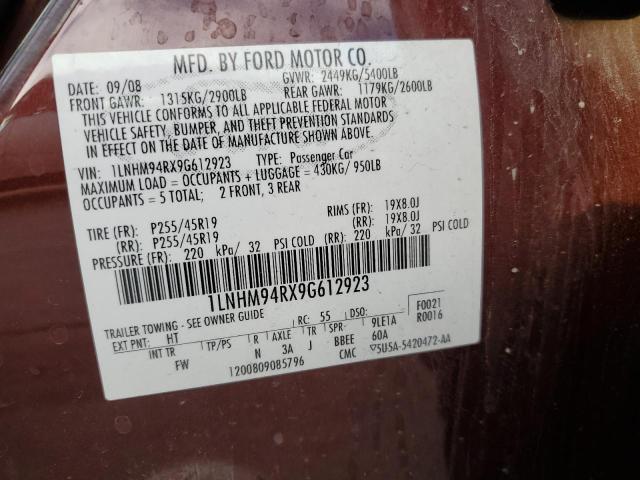 MFD. BY FORD MOTOR CO.
DATE: 09/08 GVWR: 2449KG/5400LB
FRONT GAWR: 1315KG/2900LB REAR GAWR: 1179KG/2600LB
THIS VEHICLE CONFORMS TO ALL APPLICABLE FEDERAL MOTOR
VEHICLE SAFETY, BUMPER, AND THEFT PREVENTION STANDARDS
IN EFFECT ON THE DATE OF MANUFACTURE SHOWN ABOVE.
VIN: 1LNHM94RX9G612923 TYPE: Passenger Car
MAXIMUM LOAD = OCCUPANTS + LUGGAGE = 430KG/ 950LB
OCCUPANTS = 5 TOTAL; 2 FRONT, 3 REAR
TIRE (FR): P255/45R19 RIMS (FR): 19X8.0J
(RR): P255/45R19 (RR): 19X8.0J
PRESSURE (FR): 220 kPa/ 32 PSI COLD (RR): 220 kPa/ 32 PSI COLD
1LNHM94RX9G612923
TRAILER TOWING - SEE OWNER GUIDE RC: 55 DSO: F0021
EXT PNT: HT R0016
INT TR TP/PS R AXLE TR SPR 9LE1A
FW N 3A J BBEE 60A
1200809085796 CMC ▽5U5A-5420472-AA